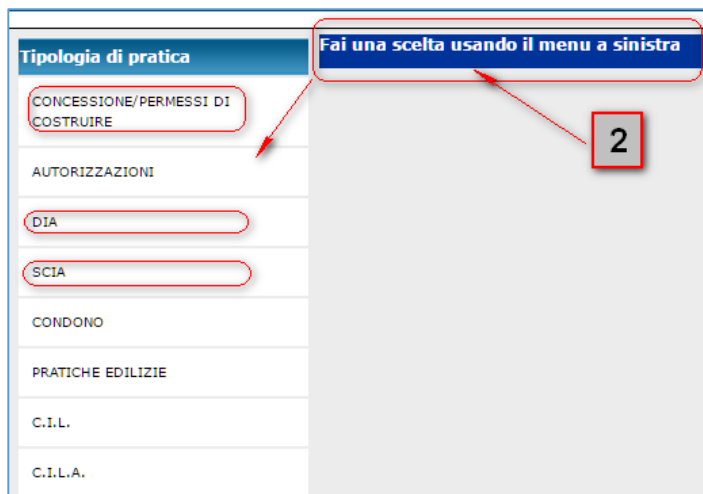 Tipologia di pratica
Fai una scelta usando il menu a sinistra
CONCESSIONE/PERMESSI DI
COSTRUIRE
2
AUTORIZZAZIONI
DIA
SCIA
CONDONO
PRATICHE EDILIZIE
C.I.L.
C.I.L.A.